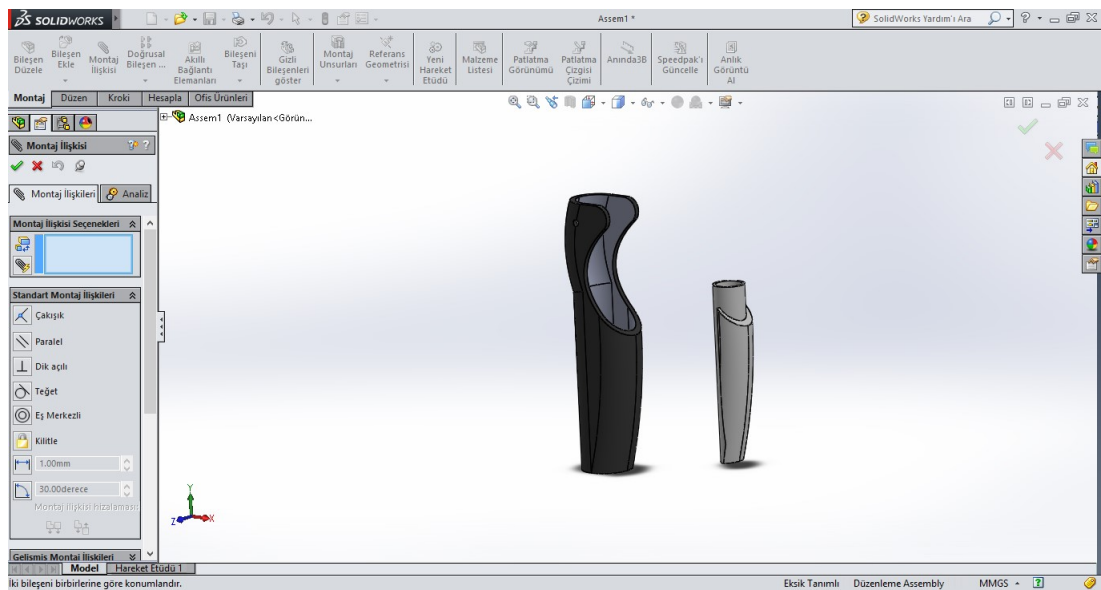 SOLIDWORKS
Assem1 *
SolidWorks Yardım'ı Ara
Bileşen Düzele
Bileşen Ekle
Montaj İlişkisi
Doğrusal Bileşen ...
Akıllı Bağlantı Elemanları
Bileşeni Taşı
Gizli Bileşenleri göster
Montaj Unsurları
Referans Geometrisi
Yeni Hareket Etüdü
Malzeme Listesi
Patlatma Görünümü
Patlatma Çizgisi Çizimi
Anında3B
Speedpak'ı Güncelle
Anlık Görüntü Al
Montaj Düzen Kroki Hesapla Ofis Ürünleri
Assem1 (Varsayılan<Görün...
Montaj İlişkisi
Montaj İlişkileri Analiz
Montaj İlişkisi Seçenekleri
Standart Montaj İlişkileri
Çakışık
Paralel
Dik açılı
Teğet
Eş Merkezli
Kilitle
1.00mm
30.00derece
Montaj ilişkisi hizalaması:
Y
Z X
Gelişmiş Montaj İlişkileri
Model Hareket Etüdü 1
İki bileşeni birbirlerine göre konumlandır.
Eksik Tanımlı Düzenleme Assembly MMGS